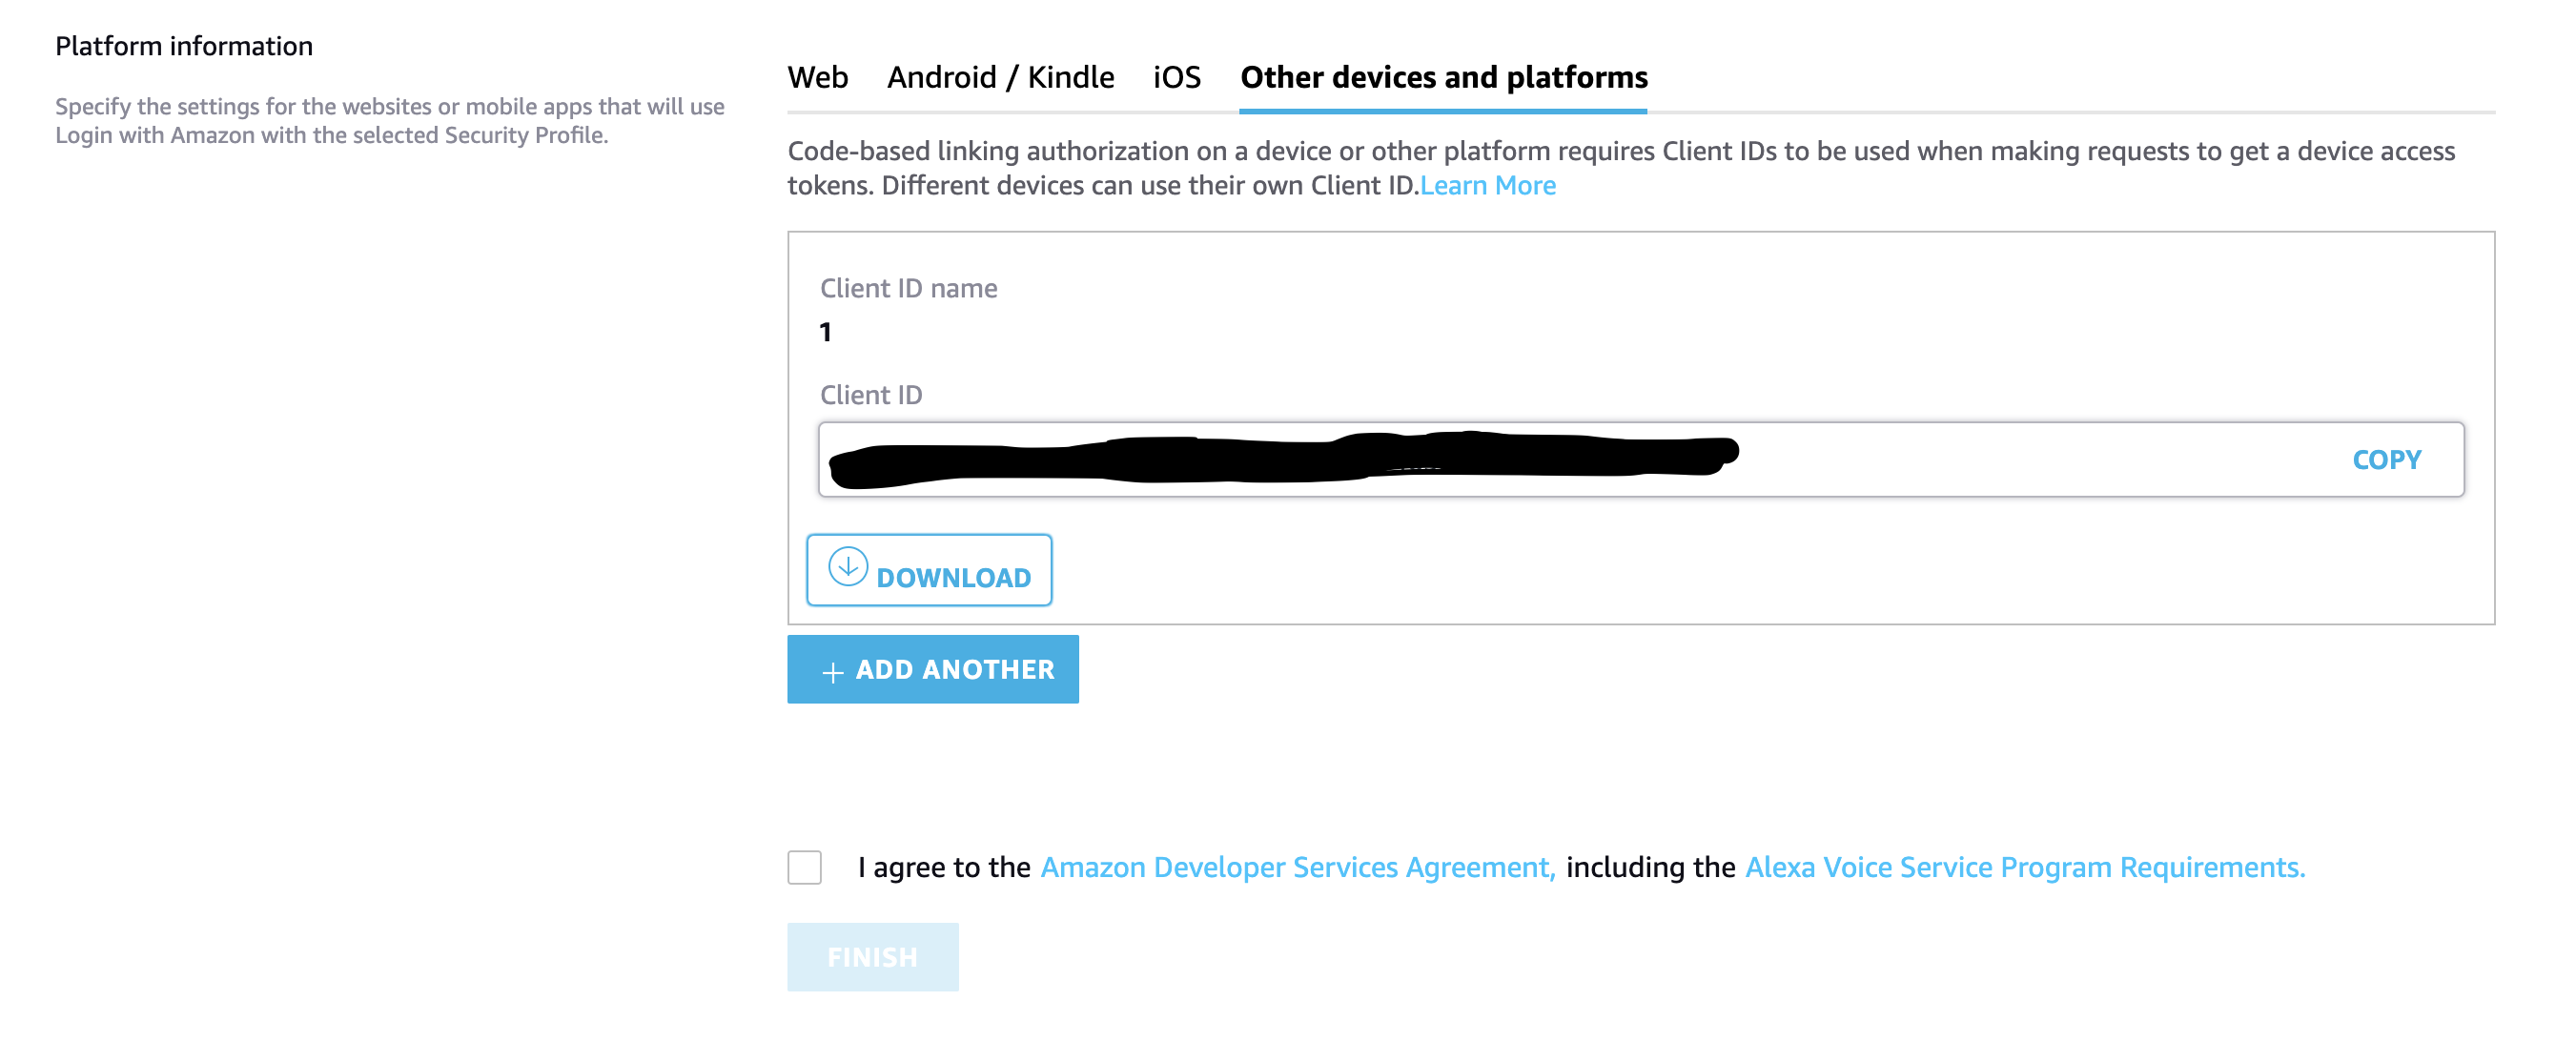 Platform information
Specify the settings for the websites or mobile apps that will use
Login with Amazon with the selected Security Profile.
Web Android / Kindle iOS Other devices and platforms
Code-based linking authorization on a device or other platform requires Client IDs to be used when making requests to get a device access
tokens. Different devices can use their own Client ID.Learn More
Client ID name
1
Client ID
COPY
DOWNLOAD
+ ADD ANOTHER
I agree to the Amazon Developer Services Agreement, including the Alexa Voice Service Program Requirements.
FINISH